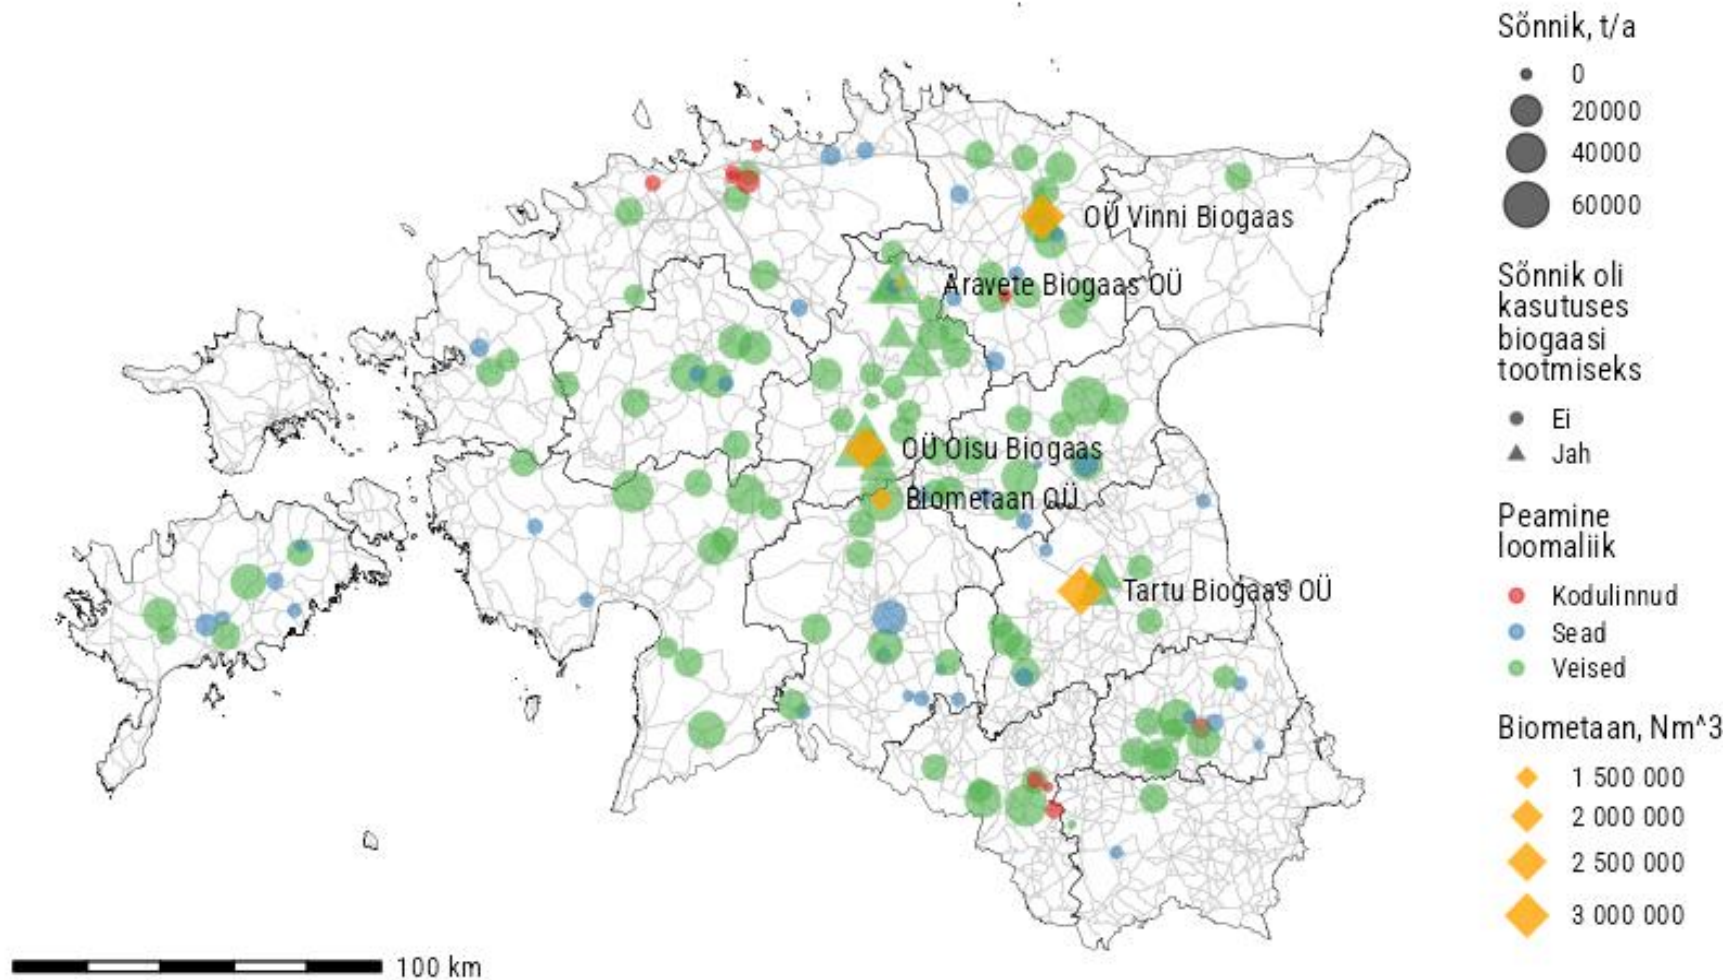 Sõnnik, t/a
0
20000
40000
60000
Sõnnik oli
kasutuses
biogaasi
tootmiseks
Ei
Jah
Peamine
loomaliik
Kodulinnud
Sead
Veised
Biometaan, Nm^3
1 500 000
2 000 000
2 500 000
3 000 000
OÜ Vinni Biogaas
Aravete Biogaas OÜ
OÜ Oisu Biogaas
Biometaan OÜ
Tartu Biogaas OÜ
100 km